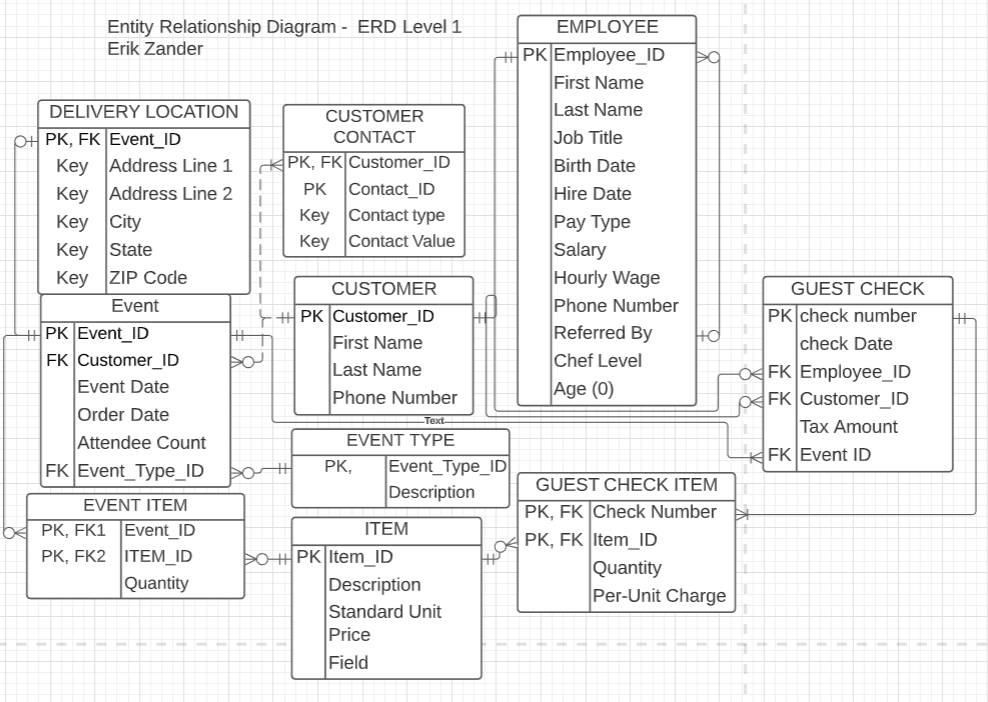 Entity Relationship Diagram - ERD Level 1
Erik Zander
EMPLOYEE
PK Employee_ID
First Name
Last Name
Job Title
Birth Date
Hire Date
Pay Type
Salary
Hourly Wage
Phone Number
Referred By
Chef Level
Age (0)
DELIVERY LOCATION
PK, FK Event_ID
Key Address Line 1
Key Address Line 2
Key City
Key State
Key ZIP Code
CUSTOMER
CONTACT
PK, FK Customer_ID
PK Contact_ID
Key Contact type
Key Contact Value
Event
PK Event_ID
FK Customer_ID
Event Date
Order Date
Attendee Count
FK Event_Type_ID
CUSTOMER
PK Customer_ID
First Name
Last Name
Phone Number
GUEST CHECK
PK check number
check Date
FK Employee_ID
FK Customer_ID
Tax Amount
FK Event ID
Text
EVENT TYPE
PK, Event_Type_ID
Description
EVENT ITEM
PK, FK1 Event_ID
PK, FK2 ITEM_ID
Quantity
ITEM
PK Item_ID
Description
Standard Unit
Price
Field
GUEST CHECK ITEM
PK, FK Check Number
PK, FK Item_ID
Quantity
Per-Unit Charge